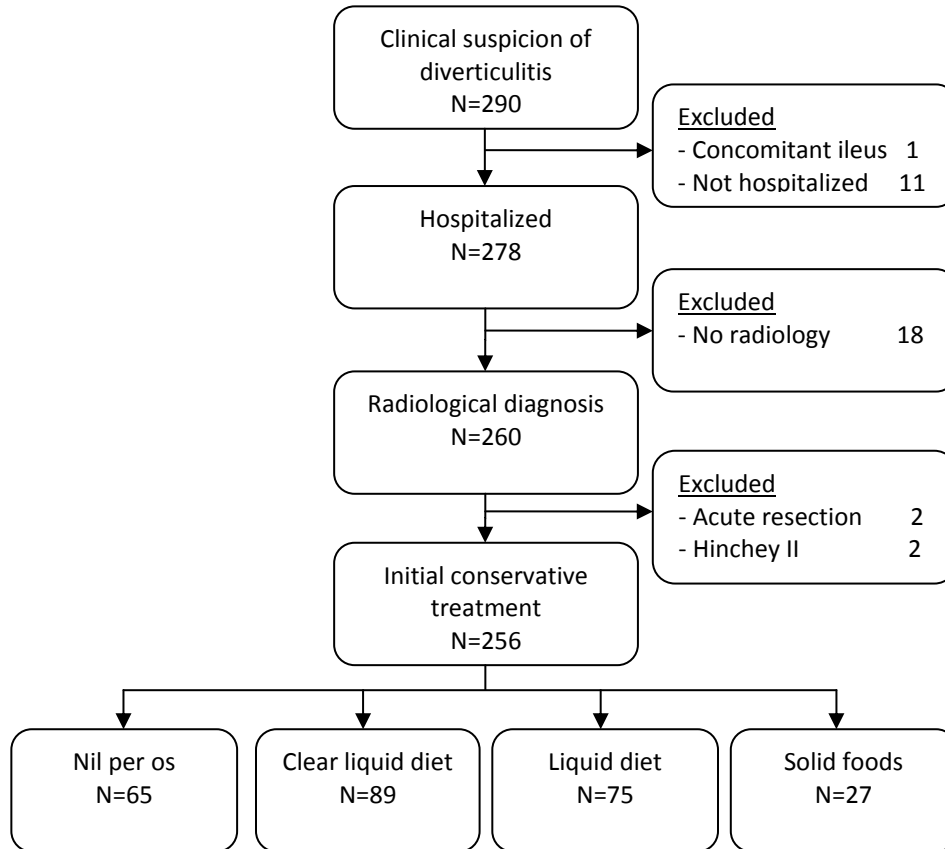 Clinical suspicion of
diverticulitis
N=290
Excluded
- Concomitant ileus 1
- Not hospitalized 11
Hospitalized
N=278
Excluded
- No radiology 18
Radiological diagnosis
N=260
Excluded
- Acute resection 2
- Hinchey II 2
Initial conservative
treatment
N=256
Nil per os
N=65
Clear liquid diet
N=89
Liquid diet
N=75
Solid foods
N=27